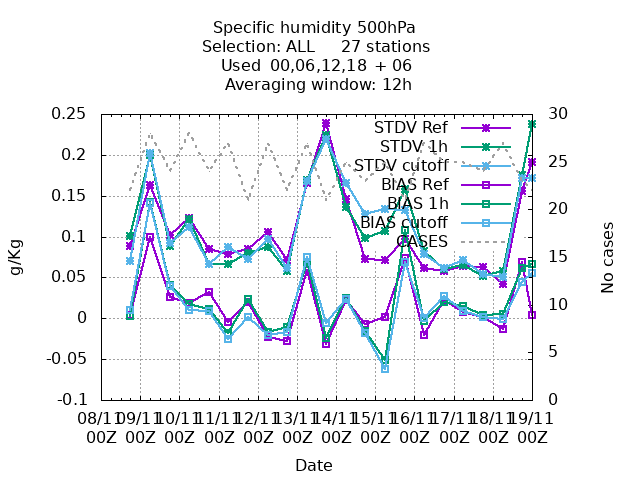 Specific humidity 500hPa
Selection: ALL 27 stations
Used 00,06,12,18 + 06
Averaging window: 12h
0.25
0.2
0.15
0.1
0.05
0
-0.05
-0.1
30
25
20
15
10
5
0
STDV Ref
STDV 1h
STDV cutoff
BIAS Ref
BIAS 1h
BIAS cutoff
CASES
g/Kg
No cases
08/11 09/11 10/11 11/11 12/11 13/11 14/11 15/11 16/11 17/11 18/11 19/11
00Z 00Z 00Z 00Z 00Z 00Z 00Z 00Z 00Z 00Z 00Z 00Z
Date